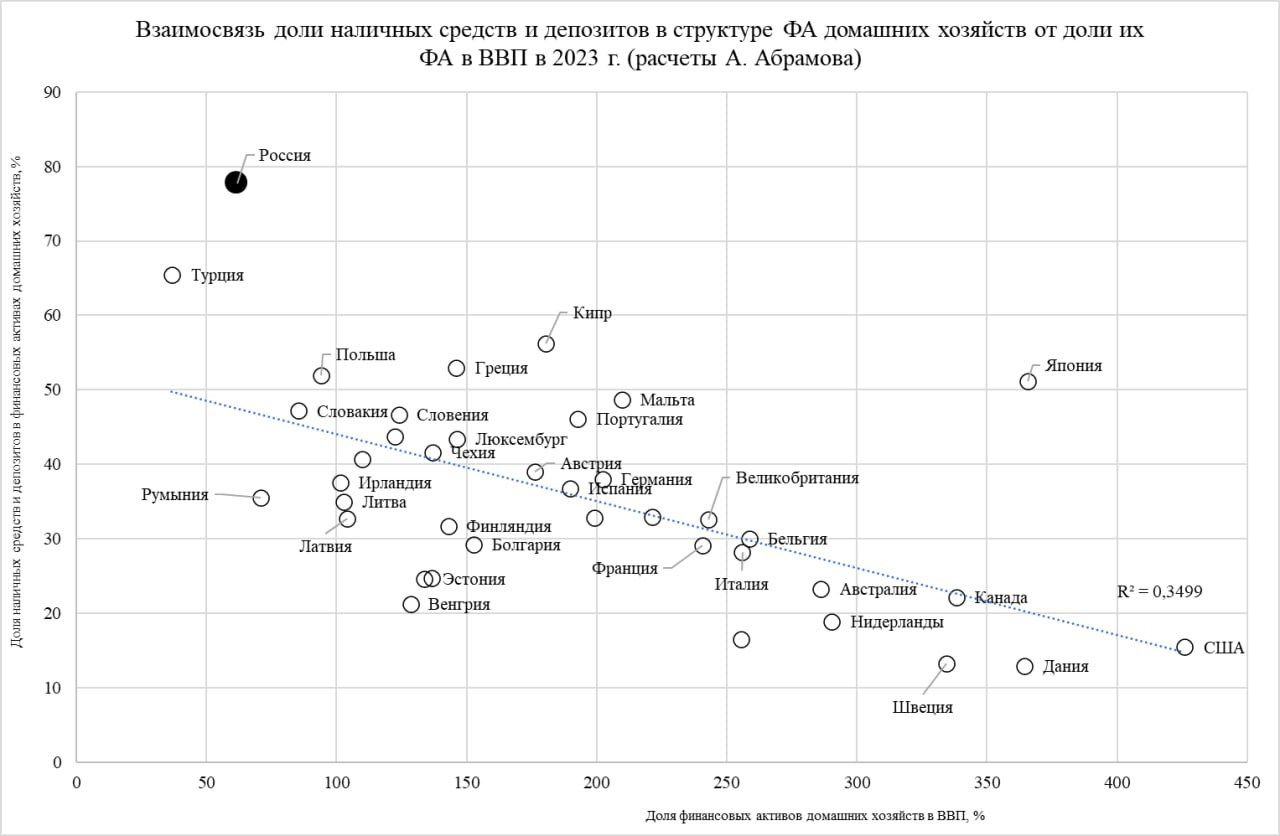 Взаимосвязь доли наличных средств и депозитов в структуре ФА домашних хозяйств от доли их
ФА в ВВП в 2023 г. (расчеты А. Абрамова)
Доля наличных средств и депозитов в финансовых активах домашних хозяйств, %
90
80
70
60
50
40
30
20
10
0
Россия
Турция
Кипр
Польша
Греция
Япония
Словакия
Словения
Мальта
Португалия
Люксембург
Чехия
Австрия
Германия
Великобритания
Ирландия
Испания
Румыния
Литва
Латвия
Финляндия
Болгария
Бельгия
Франция
Италия
Эстония
Австралия
R² = 0,3499
Канада
Венгрия
Нидерланды
США
Дания
Швеция
0 50 100 150 200 250 300 350 400 450
Доля финансовых активов домашних хозяйств в ВВП, %